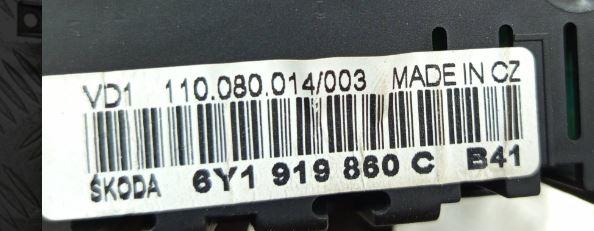 VD1 110.080.014/003 MADE IN CZ
ŠKODA 6Y1 919 860 C B41